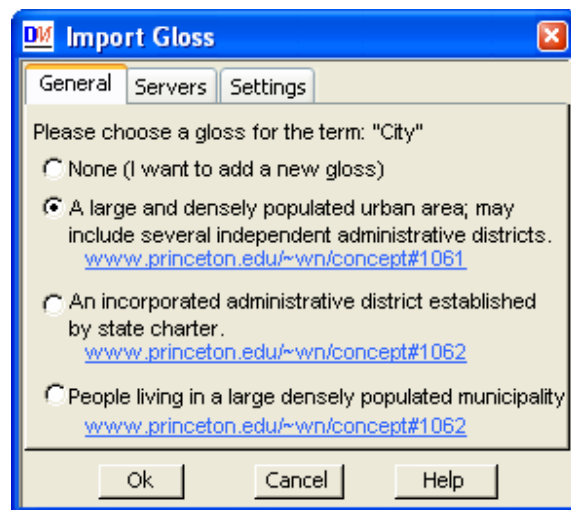 DM Import Gloss
General Servers Settings
Please choose a gloss for the term: "City"
None (I want to add a new gloss)
A large and densely populated urban area; may
include several independent administrative districts.
www.princeton.edu/~wn/concept#1061
An incorporated administrative district established
by state charter.
www.princeton.edu/~wn/concept#1062
People living in a large densely populated municipality
www.princeton.edu/~wn/concept#1062
Ok Cancel Help